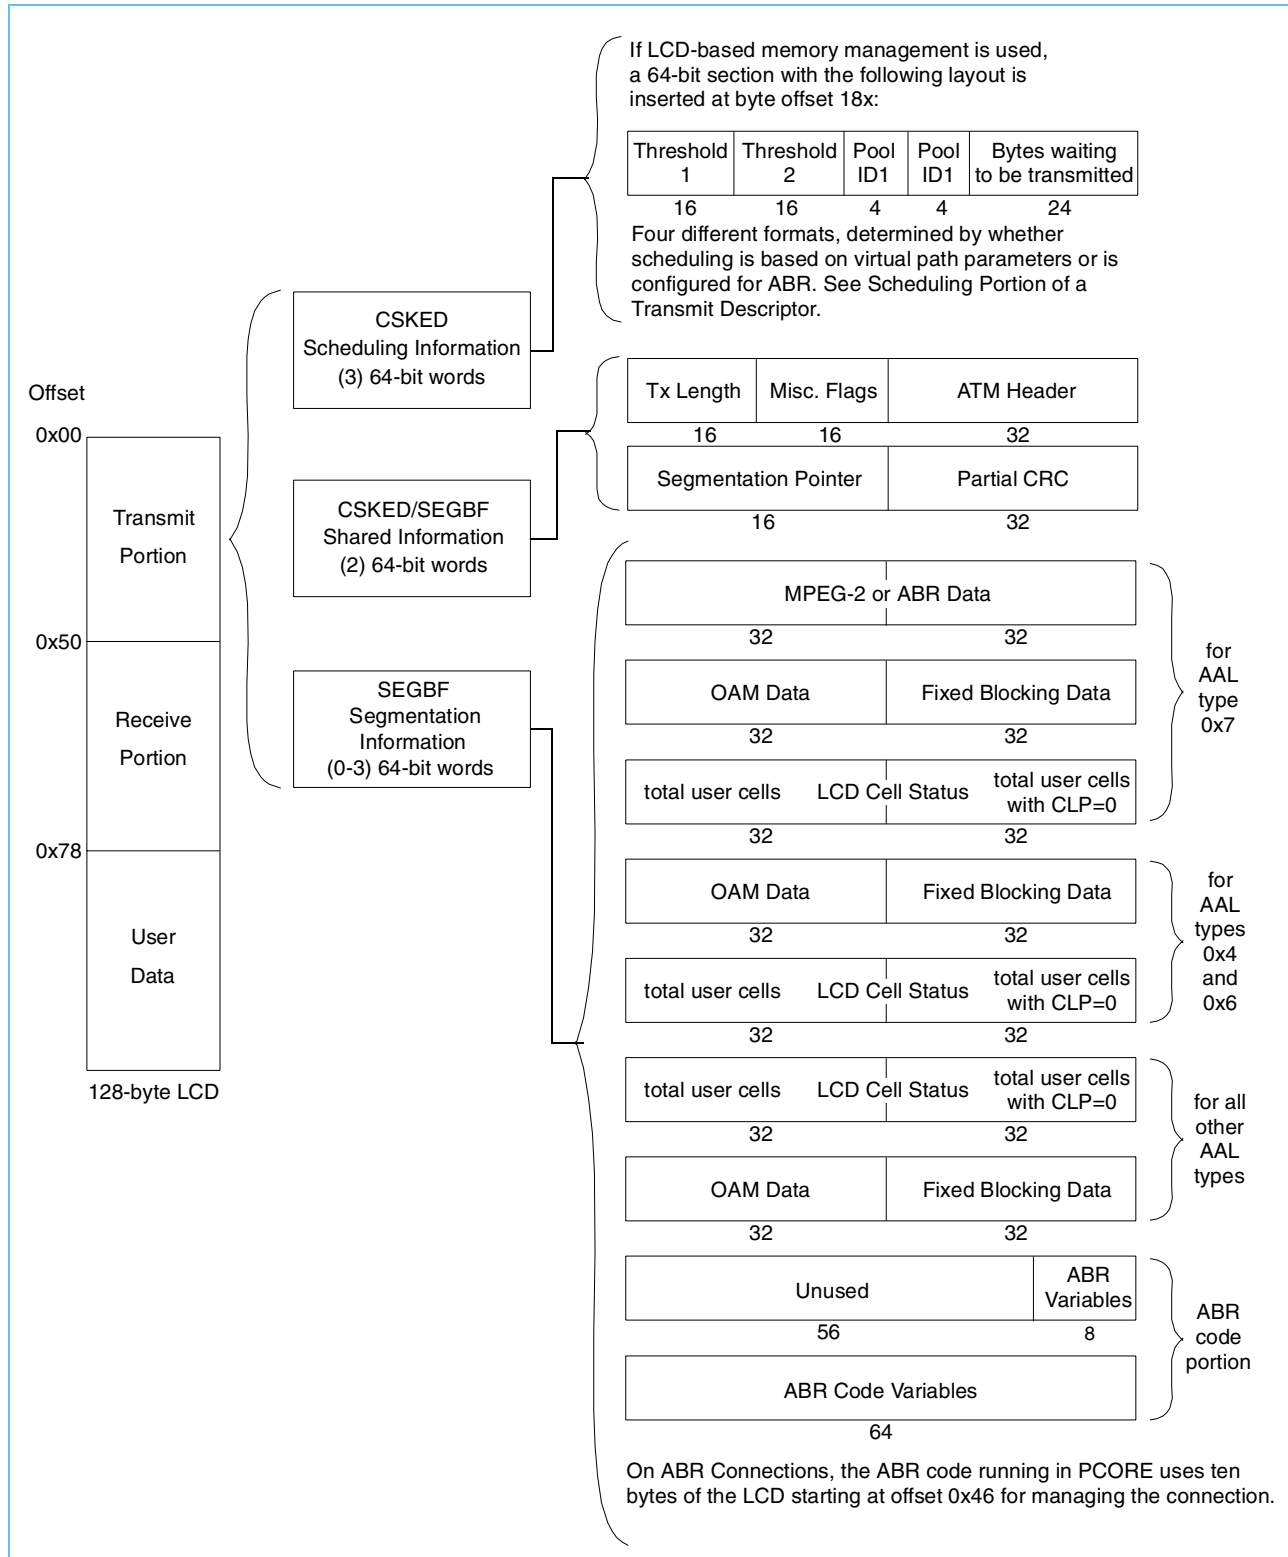 If LCD-based memory management is used,
a 64-bit section with the following layout is
inserted at byte offset 18x:
Threshold 1
Threshold 2
Pool ID1
Pool ID1
Bytes waiting to be transmitted
16
16
4
4
24
Four different formats, determined by whether
scheduling is based on virtual path parameters or is
configured for ABR. See Scheduling Portion of a
Transmit Descriptor.
Offset
0x00
Transmit
Portion
0x50
Receive
Portion
0x78
User
Data
128-byte LCD
CSKED
Scheduling Information
(3) 64-bit words
CSKED/SEGBF
Shared Information
(2) 64-bit words
SEGBF
Segmentation
Information
(0-3) 64-bit words
Tx Length
Misc. Flags
ATM Header
16
16
32
Segmentation Pointer
Partial CRC
16
32
MPEG-2 or ABR Data
32
32
OAM Data
Fixed Blocking Data
32
32
total user cells
LCD Cell Status
total user cells
with CLP=0
32
32
for
AAL
type
0x7
OAM Data
Fixed Blocking Data
32
32
total user cells
LCD Cell Status
total user cells
with CLP=0
32
32
for
AAL
types
0x4
and
0x6
total user cells
LCD Cell Status
total user cells
with CLP=0
32
32
OAM Data
Fixed Blocking Data
32
32
for all
other
AAL
types
Unused
ABR
Variables
56
8
ABR Code Variables
64
ABR
code
portion
On ABR Connections, the ABR code running in PCORE uses ten
bytes of the LCD starting at offset 0x46 for managing the connection.